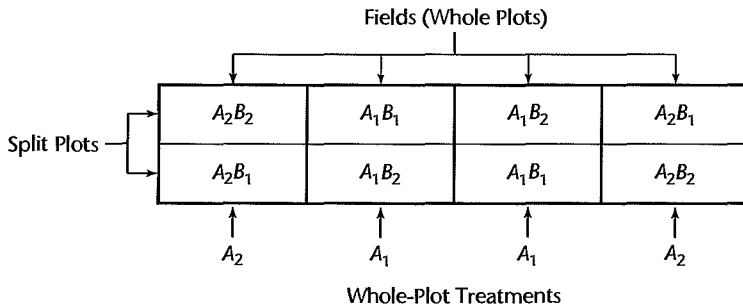 Fields (Whole Plots)
A₂B₂ A₁B₁ A₁B₂ A₂B₁
Split Plots
A₂B₁ A₁B₂ A₁B₁ A₂B₂
A₂ A₁ A₁ A₂
Whole-Plot Treatments